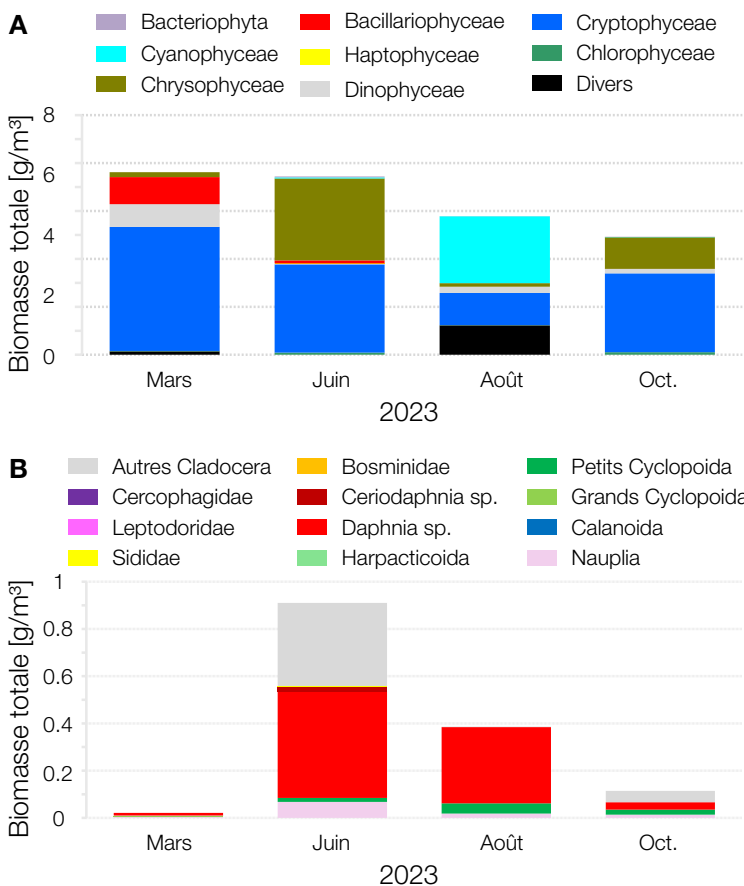 A
Bacteriophyta
Bacillariophyceae
Cryptophyceae
Cyanophyceae
Haptophyceae
Chlorophyceae
Chrysophyceae
Dinophyceae
Divers
Biomasse totale [g/m³]
8
6
4
2
0
Mars
Juin
Août
Oct.
2023
B
Autres Cladocera
Bosminidae
Petits Cyclopoida
Cercophagidae
Ceriodaphnia sp.
Grands Cyclopoida
Leptodoridae
Daphnia sp.
Calanoida
Sididae
Harpacticoida
Nauplia
Biomasse totale [g/m³]
1
0.8
0.6
0.4
0.2
0
Mars
Juin
Août
Oct.
2023